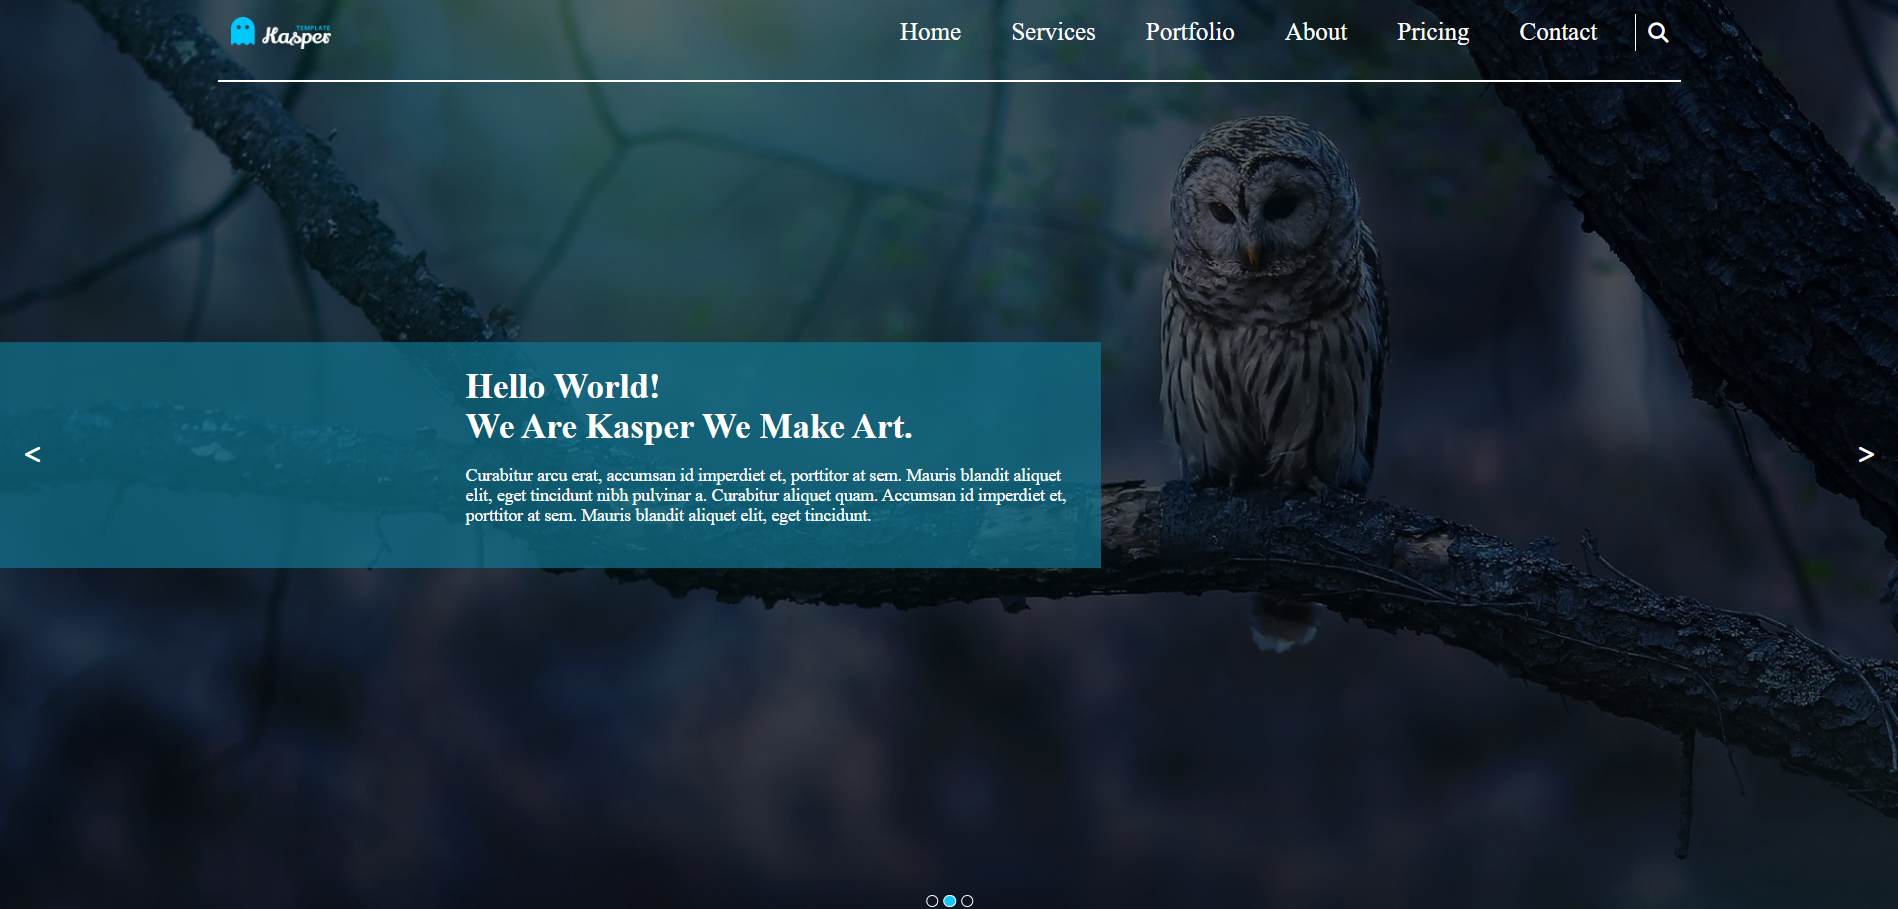 TEMPLATE
Kasper
Home Services Portfolio About Pricing Contact
Hello World!
We Are Kasper We Make Art.
<
>
Curabitur arcu erat, accumsan id imperdiet et, porttitor at sem. Mauris blandit aliquet
elit, eget tincidunt nibh pulvinar a. Curabitur aliquet quam. Accumsan id imperdiet et,
porttitor at sem. Mauris blandit aliquet elit, eget tincidunt.